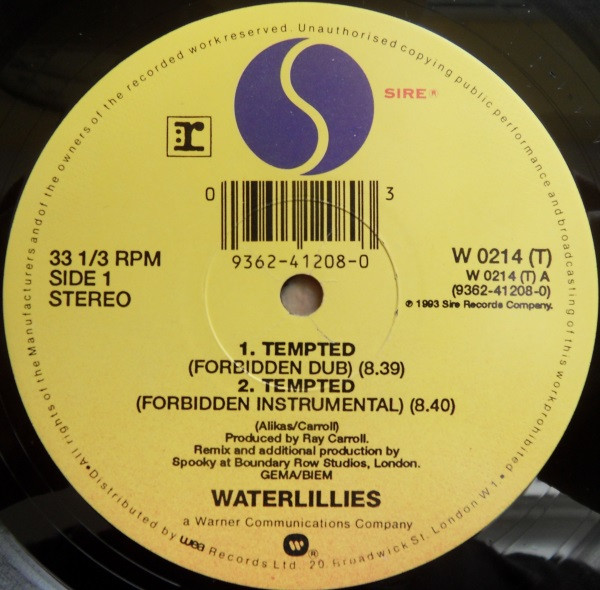 SIRE®
r
0 3
9362-41208-0
33 1/3 RPM
SIDE 1
STEREO
W 0214 (T)
W 0214 (T) A
(9362-41208-0)
℗ 1993 Sire Records Company.
1. TEMPTED
(FORBIDDEN DUB) (8.39)
2. TEMPTED
(FORBIDDEN INSTRUMENTAL) (8.40)
(Alikas/Carroll)
Produced by Ray Carroll.
Remix and additional production by
Spooky at Boundary Row Studios, London.
GEMA/BIEM
WATERLILLIES
a Warner Communications Company
W®
All rights of the Manufacturers and of the owners of the recorded work reserved. Unauthorised copying public performance and broadcasting of this work prohibited
• Distributed by wea Records Ltd. 20 Broadwick St. London W1 •